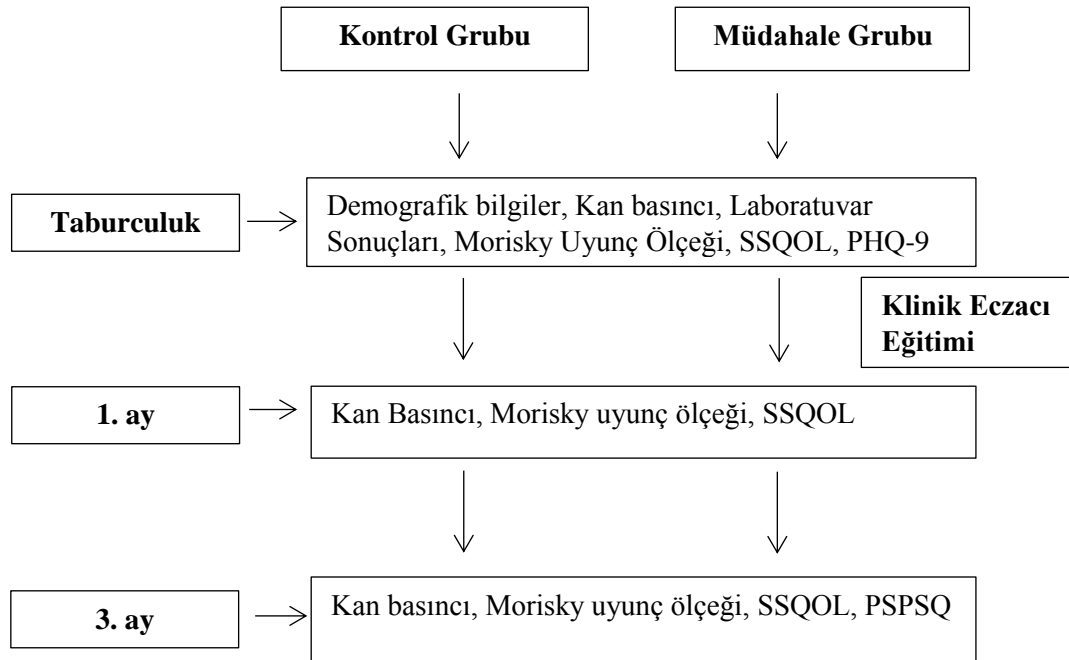 Kontrol Grubu
Müdahale Grubu
Taburculuk
Demografik bilgiler, Kan basıncı, Laboratuvar
Sonuçları, Morisky Uyunç Ölçeği, SSQOL, PHQ-9
Klinik Eczacı
Eğitimi
1. ay
Kan Basıncı, Morisky uyunç ölçeği, SSQOL
3. ay
Kan basıncı, Morisky uyunç ölçeği, SSQOL, PSPSQ